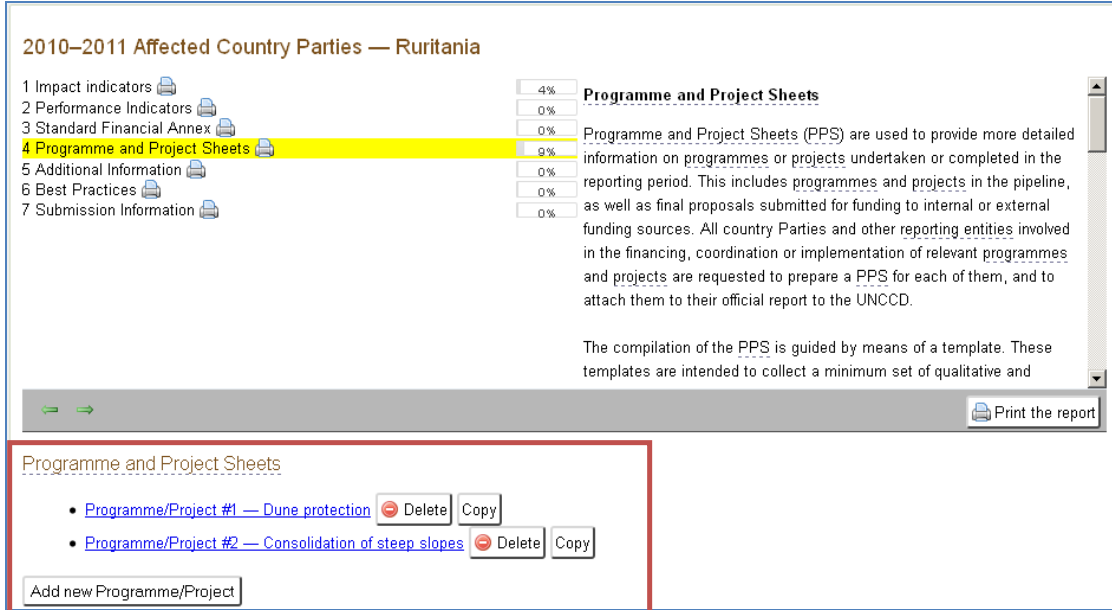 2010–2011 Affected Country Parties — Ruritania
1 Impact indicators 4%
2 Performance Indicators 0%
3 Standard Financial Annex 0%
4 Programme and Project Sheets 9%
5 Additional Information 0%
6 Best Practices 0%
7 Submission Information 0%
Programme and Project Sheets
Programme and Project Sheets (PPS) are used to provide more detailed
information on programmes or projects undertaken or completed in the
reporting period. This includes programmes and projects in the pipeline,
as well as final proposals submitted for funding to internal or external
funding sources. All country Parties and other reporting entities involved
in the financing, coordination or implementation of relevant programmes
and projects are requested to prepare a PPS for each of them, and to
attach them to their official report to the UNCCD.
The compilation of the PPS is guided by means of a template. These
templates are intended to collect a minimum set of qualitative and
Print the report
Programme and Project Sheets
• Programme/Project #1 — Dune protection Delete Copy
• Programme/Project #2 — Consolidation of steep slopes Delete Copy
Add new Programme/Project